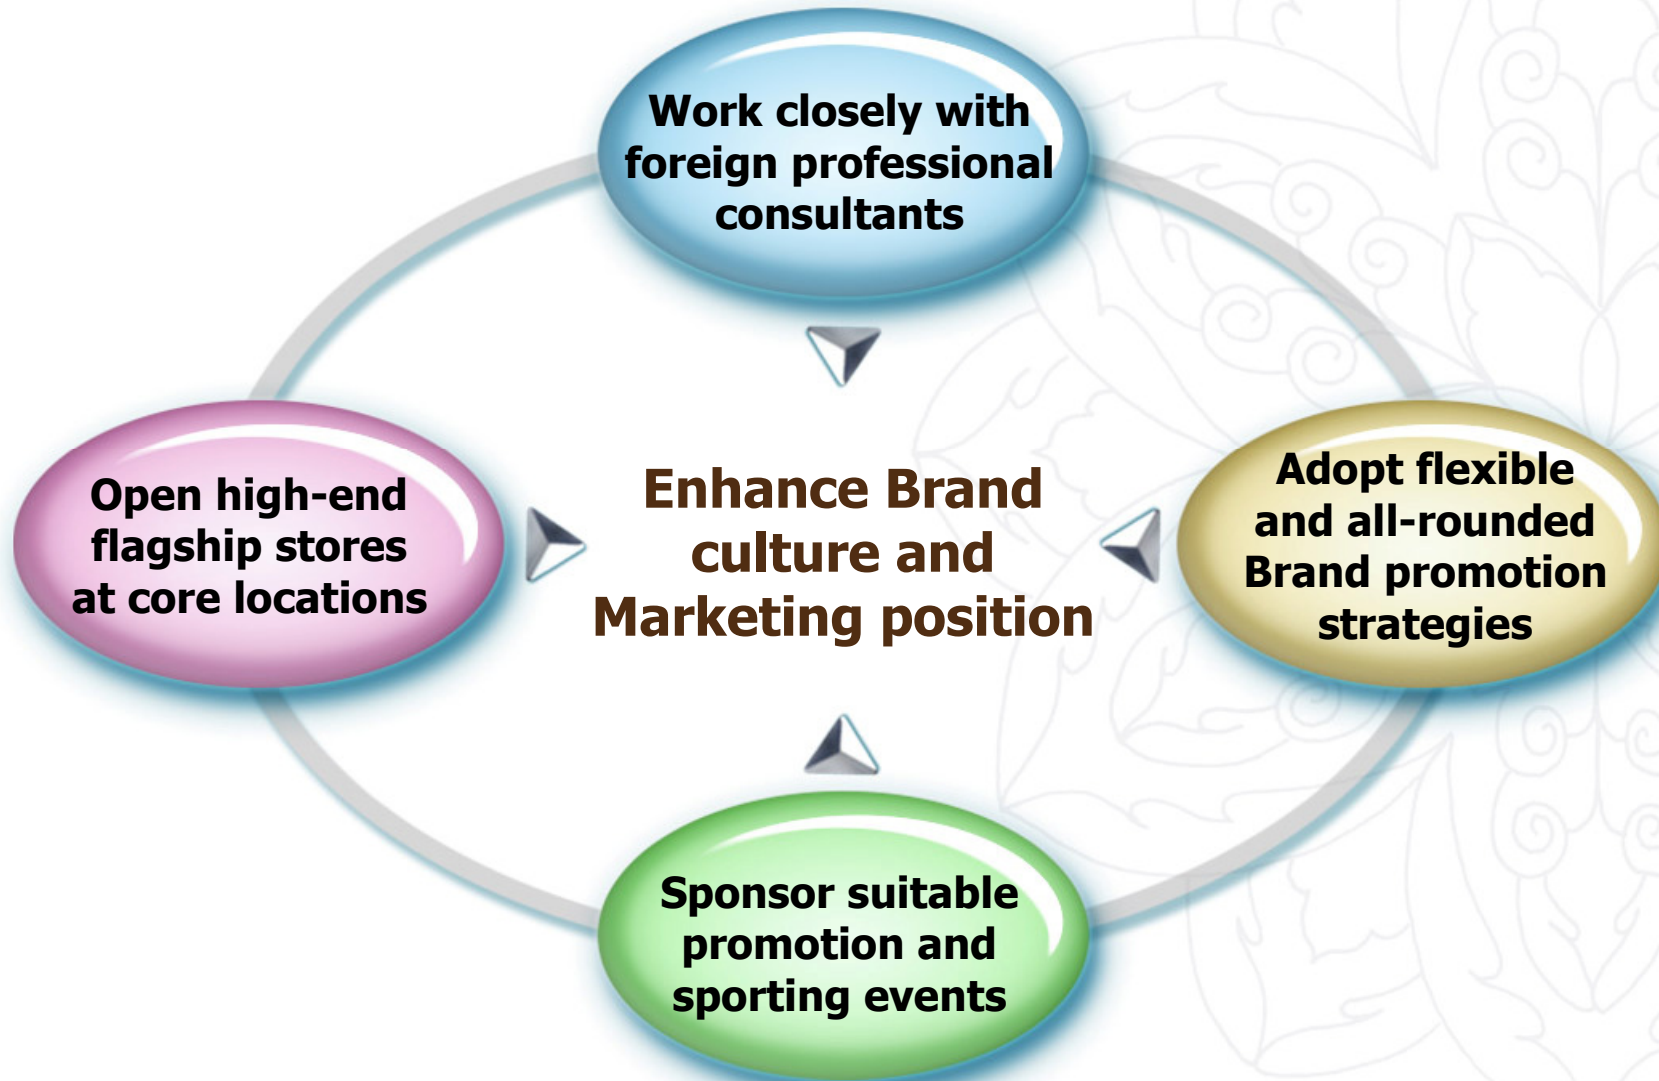 Work closely with
foreign professional
consultants
Open high-end
flagship stores
at core locations
Enhance Brand
culture and
Marketing position
Adopt flexible
and all-rounded
Brand promotion
strategies
Sponsor suitable
promotion and
sporting events